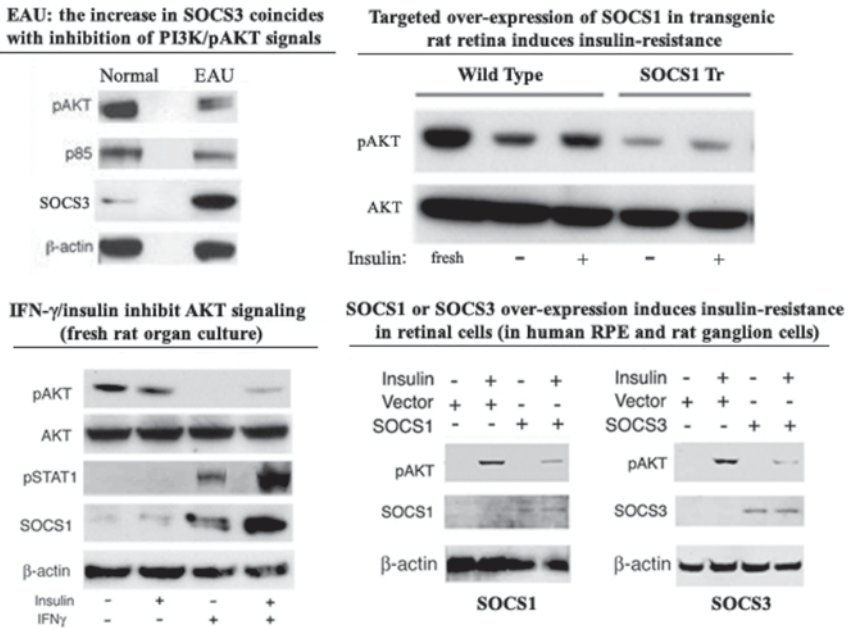 EAU: the increase in SOCS3 coincides
with inhibition of PI3K/pAKT signals
Normal EAU
pAKT
p85
SOCS3
β-actin
Targeted over-expression of SOCS1 in transgenic
rat retina induces insulin-resistance
Wild Type SOCS1 Tr
pAKT
AKT
Insulin: fresh - + - +
IFN-γ/insulin inhibit AKT signaling
(fresh rat organ culture)
pAKT
AKT
pSTAT1
SOCS1
β-actin
Insulin - + - +
IFNγ - - + +
SOCS1 or SOCS3 over-expression induces insulin-resistance
in retinal cells (in human RPE and rat ganglion cells)
Insulin - + - +
Vector + + - -
SOCS1 - - + +
pAKT
SOCS1
β-actin
SOCS1
Insulin - + - +
Vector + + - -
SOCS3 - - + +
pAKT
SOCS3
β-actin
SOCS3